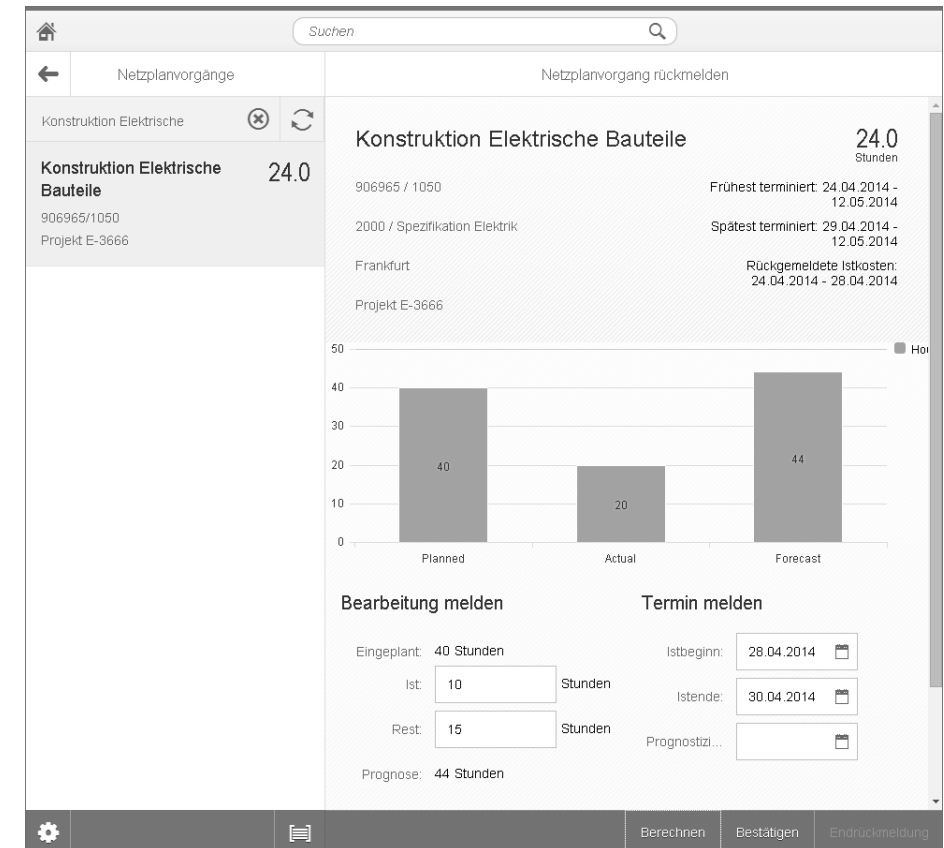 Suchen
Netzplanvorgänge
Netzplanvorgang rückmelden
Konstruktion Elektrische
Konstruktion Elektrische Bauteile
24.0
906965/1050
Projekt E-3666
Konstruktion Elektrische Bauteile
24.0
Stunden
906965 / 1050
Frühest terminiert: 24.04.2014 -
12.05.2014
2000 / Spezifikation Elektrik
Spätest terminiert: 29.04.2014 -
12.05.2014
Frankfurt
Rückgemeldete Istkosten:
24.04.2014 - 28.04.2014
Projekt E-3666
50
40
30
20
10
0
40
20
44
Planned
Actual
Forecast
Bearbeitung melden
Termin melden
Eingeplant: 40 Stunden
Istbeginn: 28.04.2014
Ist: 10 Stunden
Istende: 30.04.2014
Rest: 15 Stunden
Prognostizi...
Prognose: 44 Stunden
Berechnen
Bestätigen
Endrückmeldung